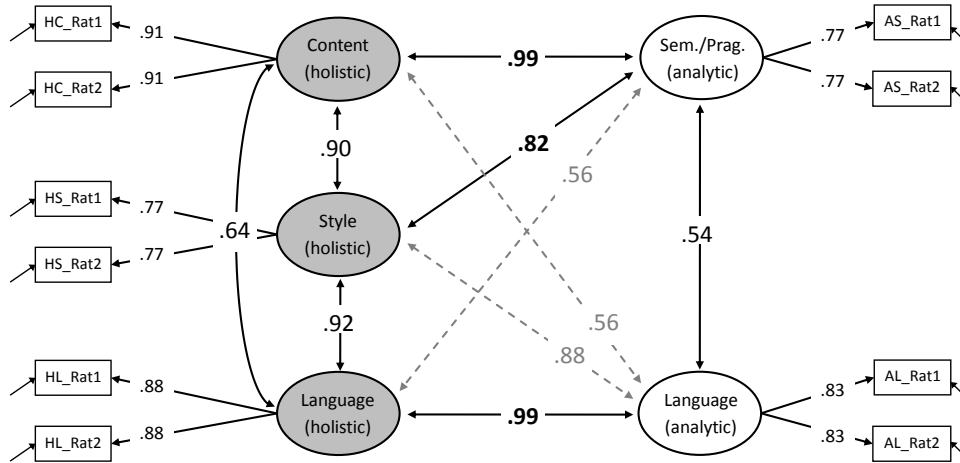 HC_Rat1
.91
HC_Rat2
.91
Content
(holistic)
.99
Sem./Prag.
(analytic)
.77
AS_Rat1
.77
AS_Rat2
.90
.82
.56
HS_Rat1
.77
HS_Rat2
.77
.64
Style
(holistic)
.54
.92
.56
.88
HL_Rat1
.88
HL_Rat2
.88
Language
(holistic)
.99
Language
(analytic)
.83
AL_Rat1
.83
AL_Rat2